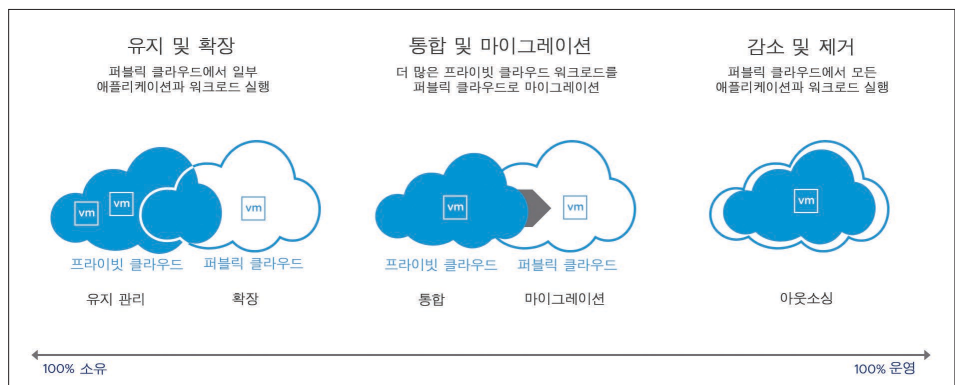 유지 및 확장
퍼블릭 클라우드에서 일부
애플리케이션과 워크로드 실행
통합 및 마이그레이션
더 많은 프라이빗 클라우드 워크로드를
퍼블릭 클라우드로 마이그레이션
감소 및 제거
퍼블릭 클라우드에서 모든
애플리케이션과 워크로드 실행
vm
vm
vm
vm
vm
vm
프라이빗 클라우드
퍼블릭 클라우드
프라이빗 클라우드
퍼블릭 클라우드
유지 관리
확장
통합
마이그레이션
아웃소싱
100% 소유
100% 운영